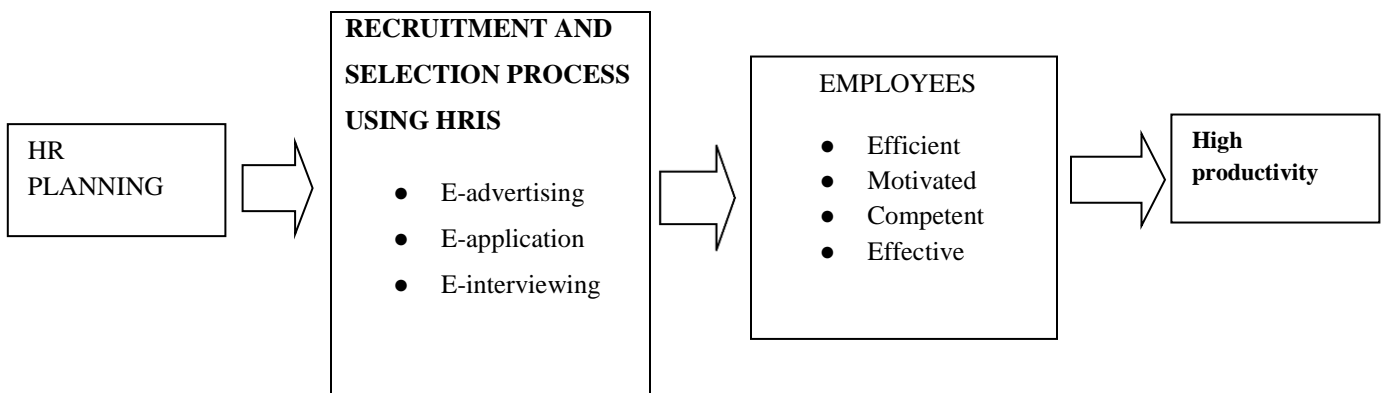 HR
PLANNING
RECRUITMENT AND
SELECTION PROCESS
USING HRIS
● E-advertising
● E-application
● E-interviewing
EMPLOYEES
● Efficient
● Motivated
● Competent
● Effective
High
productivity